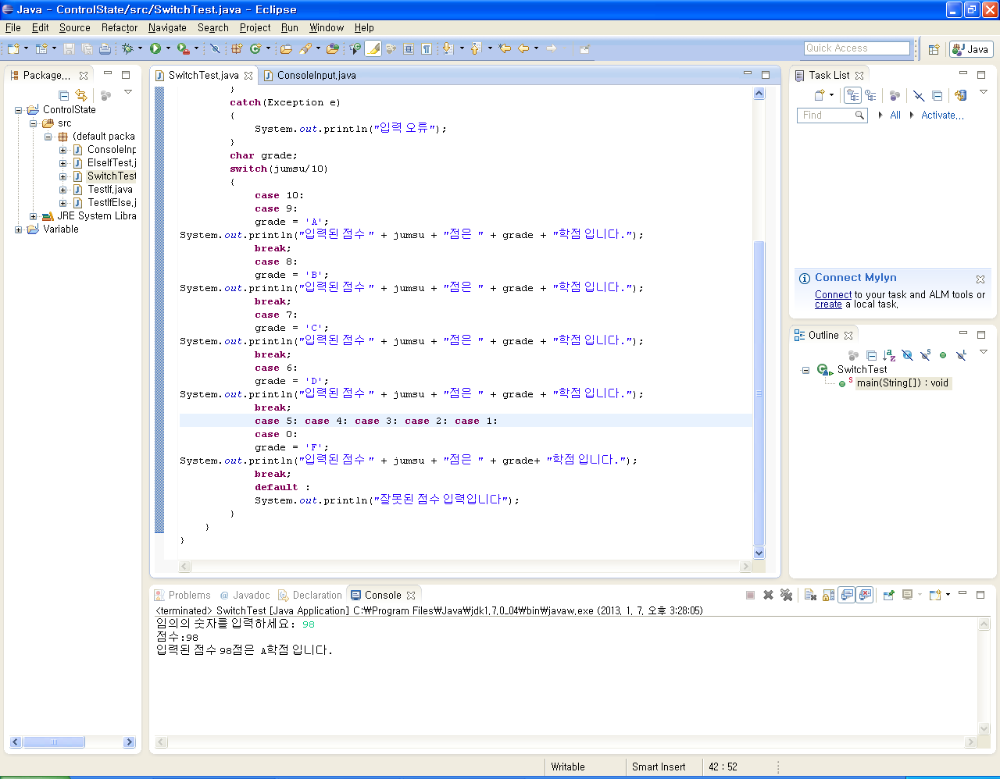 Java - ControlState/src/SwitchTest.java - Eclipse
File Edit Source Refactor Navigate Search Project Run Window Help
Quick Access
Java
Package...
ControlState
src
(default packa
ConsoleInp
ElseIfTest.j
SwitchTest
TestIf.java
TestIfElse.j
JRE System Libra
Variable
SwitchTest.java
ConsoleInput.java
}
catch(Exception e)
{
System.out.println("입력 오류");
}
char grade;
switch(jumsu/10)
{
case 10:
case 9:
grade = 'A';
System.out.println("입력된 점수 " + jumsu + "점은 " + grade + "학점 입니다.");
break;
case 8:
grade = 'B';
System.out.println("입력된 점수 " + jumsu + "점은 " + grade + "학점 입니다.");
break;
case 7:
grade = 'C';
System.out.println("입력된 점수 " + jumsu + "점은 " + grade + "학점 입니다.");
break;
case 6:
grade = 'D';
System.out.println("입력된 점수 " + jumsu + "점은 " + grade + "학점 입니다.");
break;
case 5: case 4: case 3: case 2: case 1:
case 0:
grade = 'F';
System.out.println("입력된 점수 " + jumsu + "점은 " + grade+ "학점 입니다.");
break;
default :
System.out.println("잘못된 점수 입력입니다");
}
}
}
Task List
Find
All
Activate...
Connect Mylyn
Connect to your task and ALM tools or
create a local task.
Outline
SwitchTest
main(String[]) : void
Problems
Javadoc
Declaration
Console
<terminated> SwitchTest [Java Application] C:₩Program Files₩Java₩jdk1.7.0_04₩bin₩javaw.exe (2013. 1. 7. 오후 3:28:05)
임의의 숫자를 입력하세요: 98
점수:98
입력된 점수 98점은 A학점 입니다.
Writable
Smart Insert
42 : 52